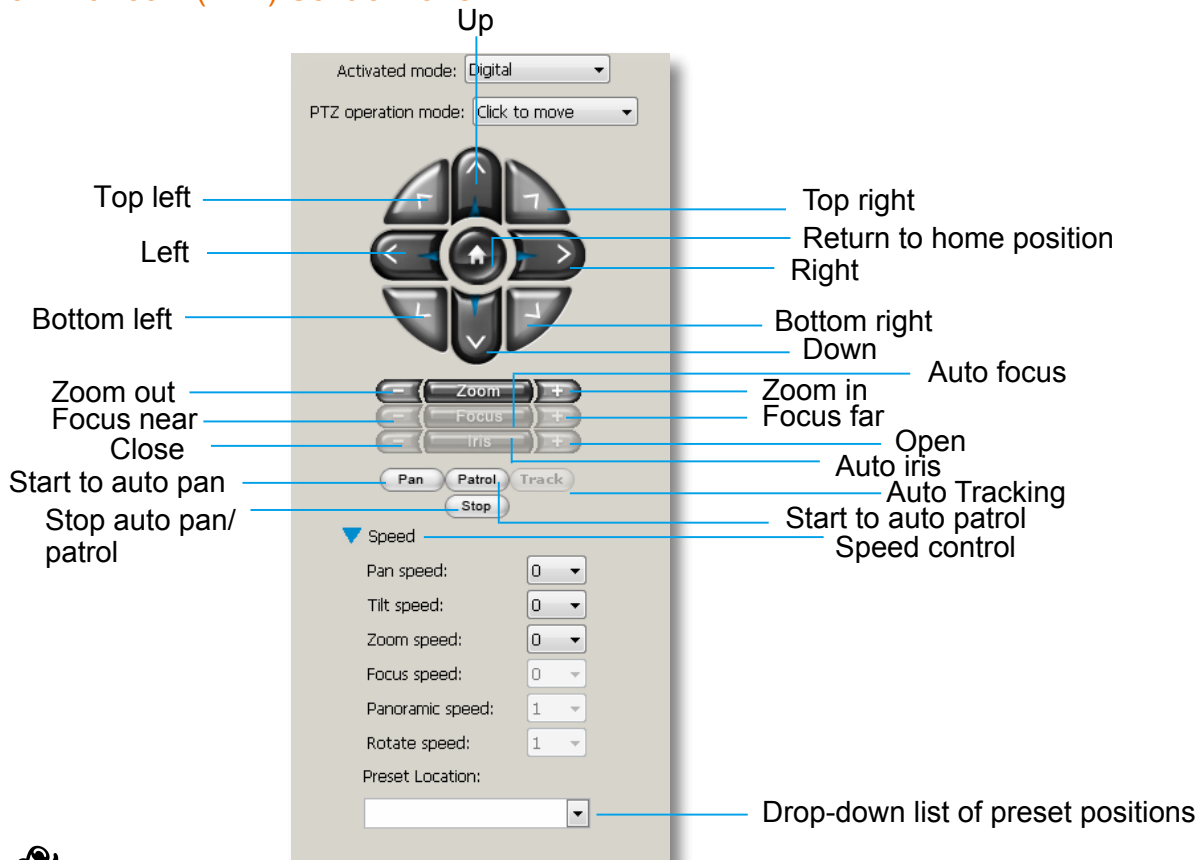 Up
Activated mode: Digital
PTZ operation mode: Click to move
Top left
Top right
Left
Return to home position
Right
Bottom left
Bottom right
Down
Auto focus
Zoom out
Zoom
Zoom in
Focus near
Focus
Focus far
Close
Iris
Open
Auto iris
Start to auto pan
Pan
Patrol
Track
Auto Tracking
Stop auto pan/
patrol
Stop
Start to auto patrol
Speed
Speed control
Pan speed: 0
Tilt speed: 0
Zoom speed: 0
Focus speed: 0
Panoramic speed: 1
Rotate speed: 1
Preset Location:
Drop-down list of preset positions